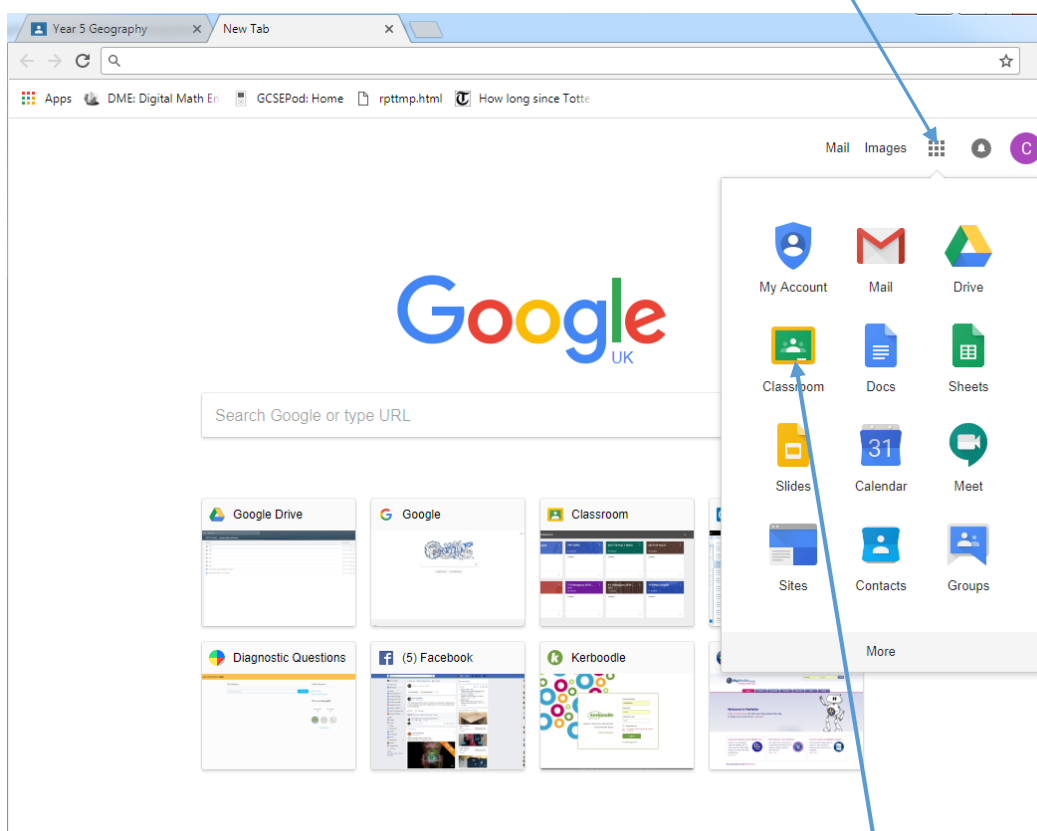 Year 5 Geography
New Tab
Apps DME: Digital Math En GCSEPod: Home rpttmp.html How long since Totte
Mail Images C
Google
UK
Search Google or type URL
My Account Mail Drive
Classroom Docs Sheets
31
Slides Calendar Meet
Sites Contacts Groups
More
Google Drive Google Classroom
Diagnostic Questions (5) Facebook Kerboodle